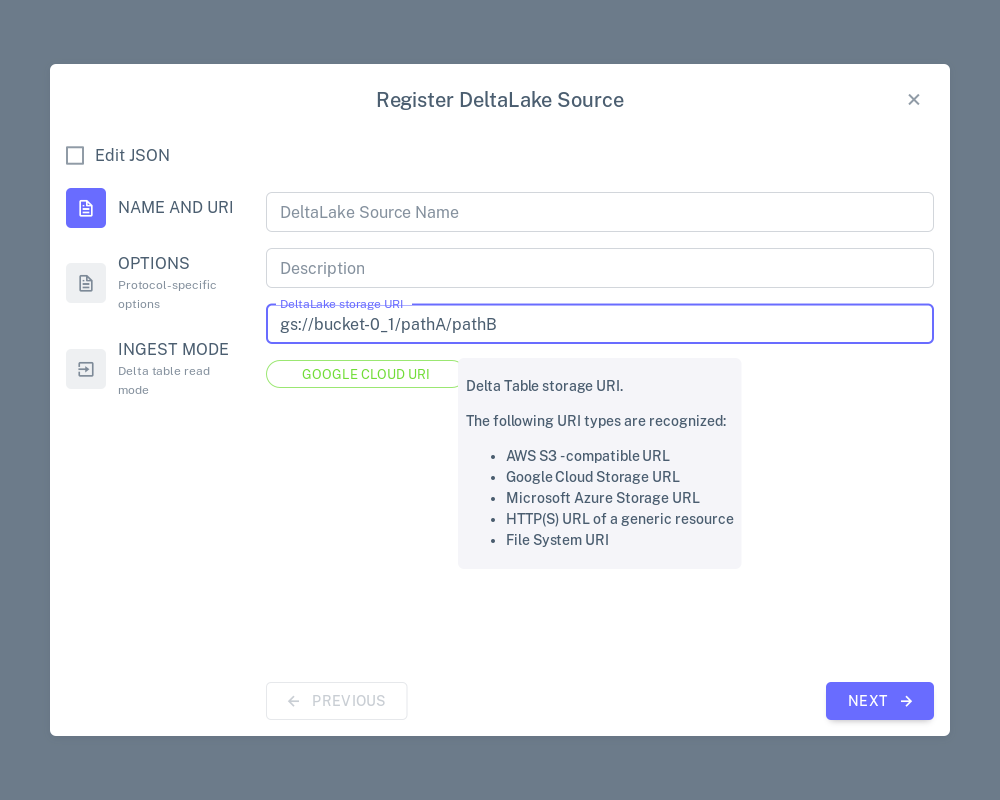 Register DeltaLake Source
Edit JSON
NAME AND URI
OPTIONS
Protocol-specific
options
INGEST MODE
Delta table read
mode
DeltaLake Source Name
Description
DeltaLake storage URI
gs://bucket-0_1/pathA/pathB
GOOGLE CLOUD URI
Delta Table storage URI.
The following URI types are recognized:
• AWS S3 -compatible URL
• Google Cloud Storage URL
• Microsoft Azure Storage URL
• HTTP(S) URL of a generic resource
• File System URI
PREVIOUS
NEXT